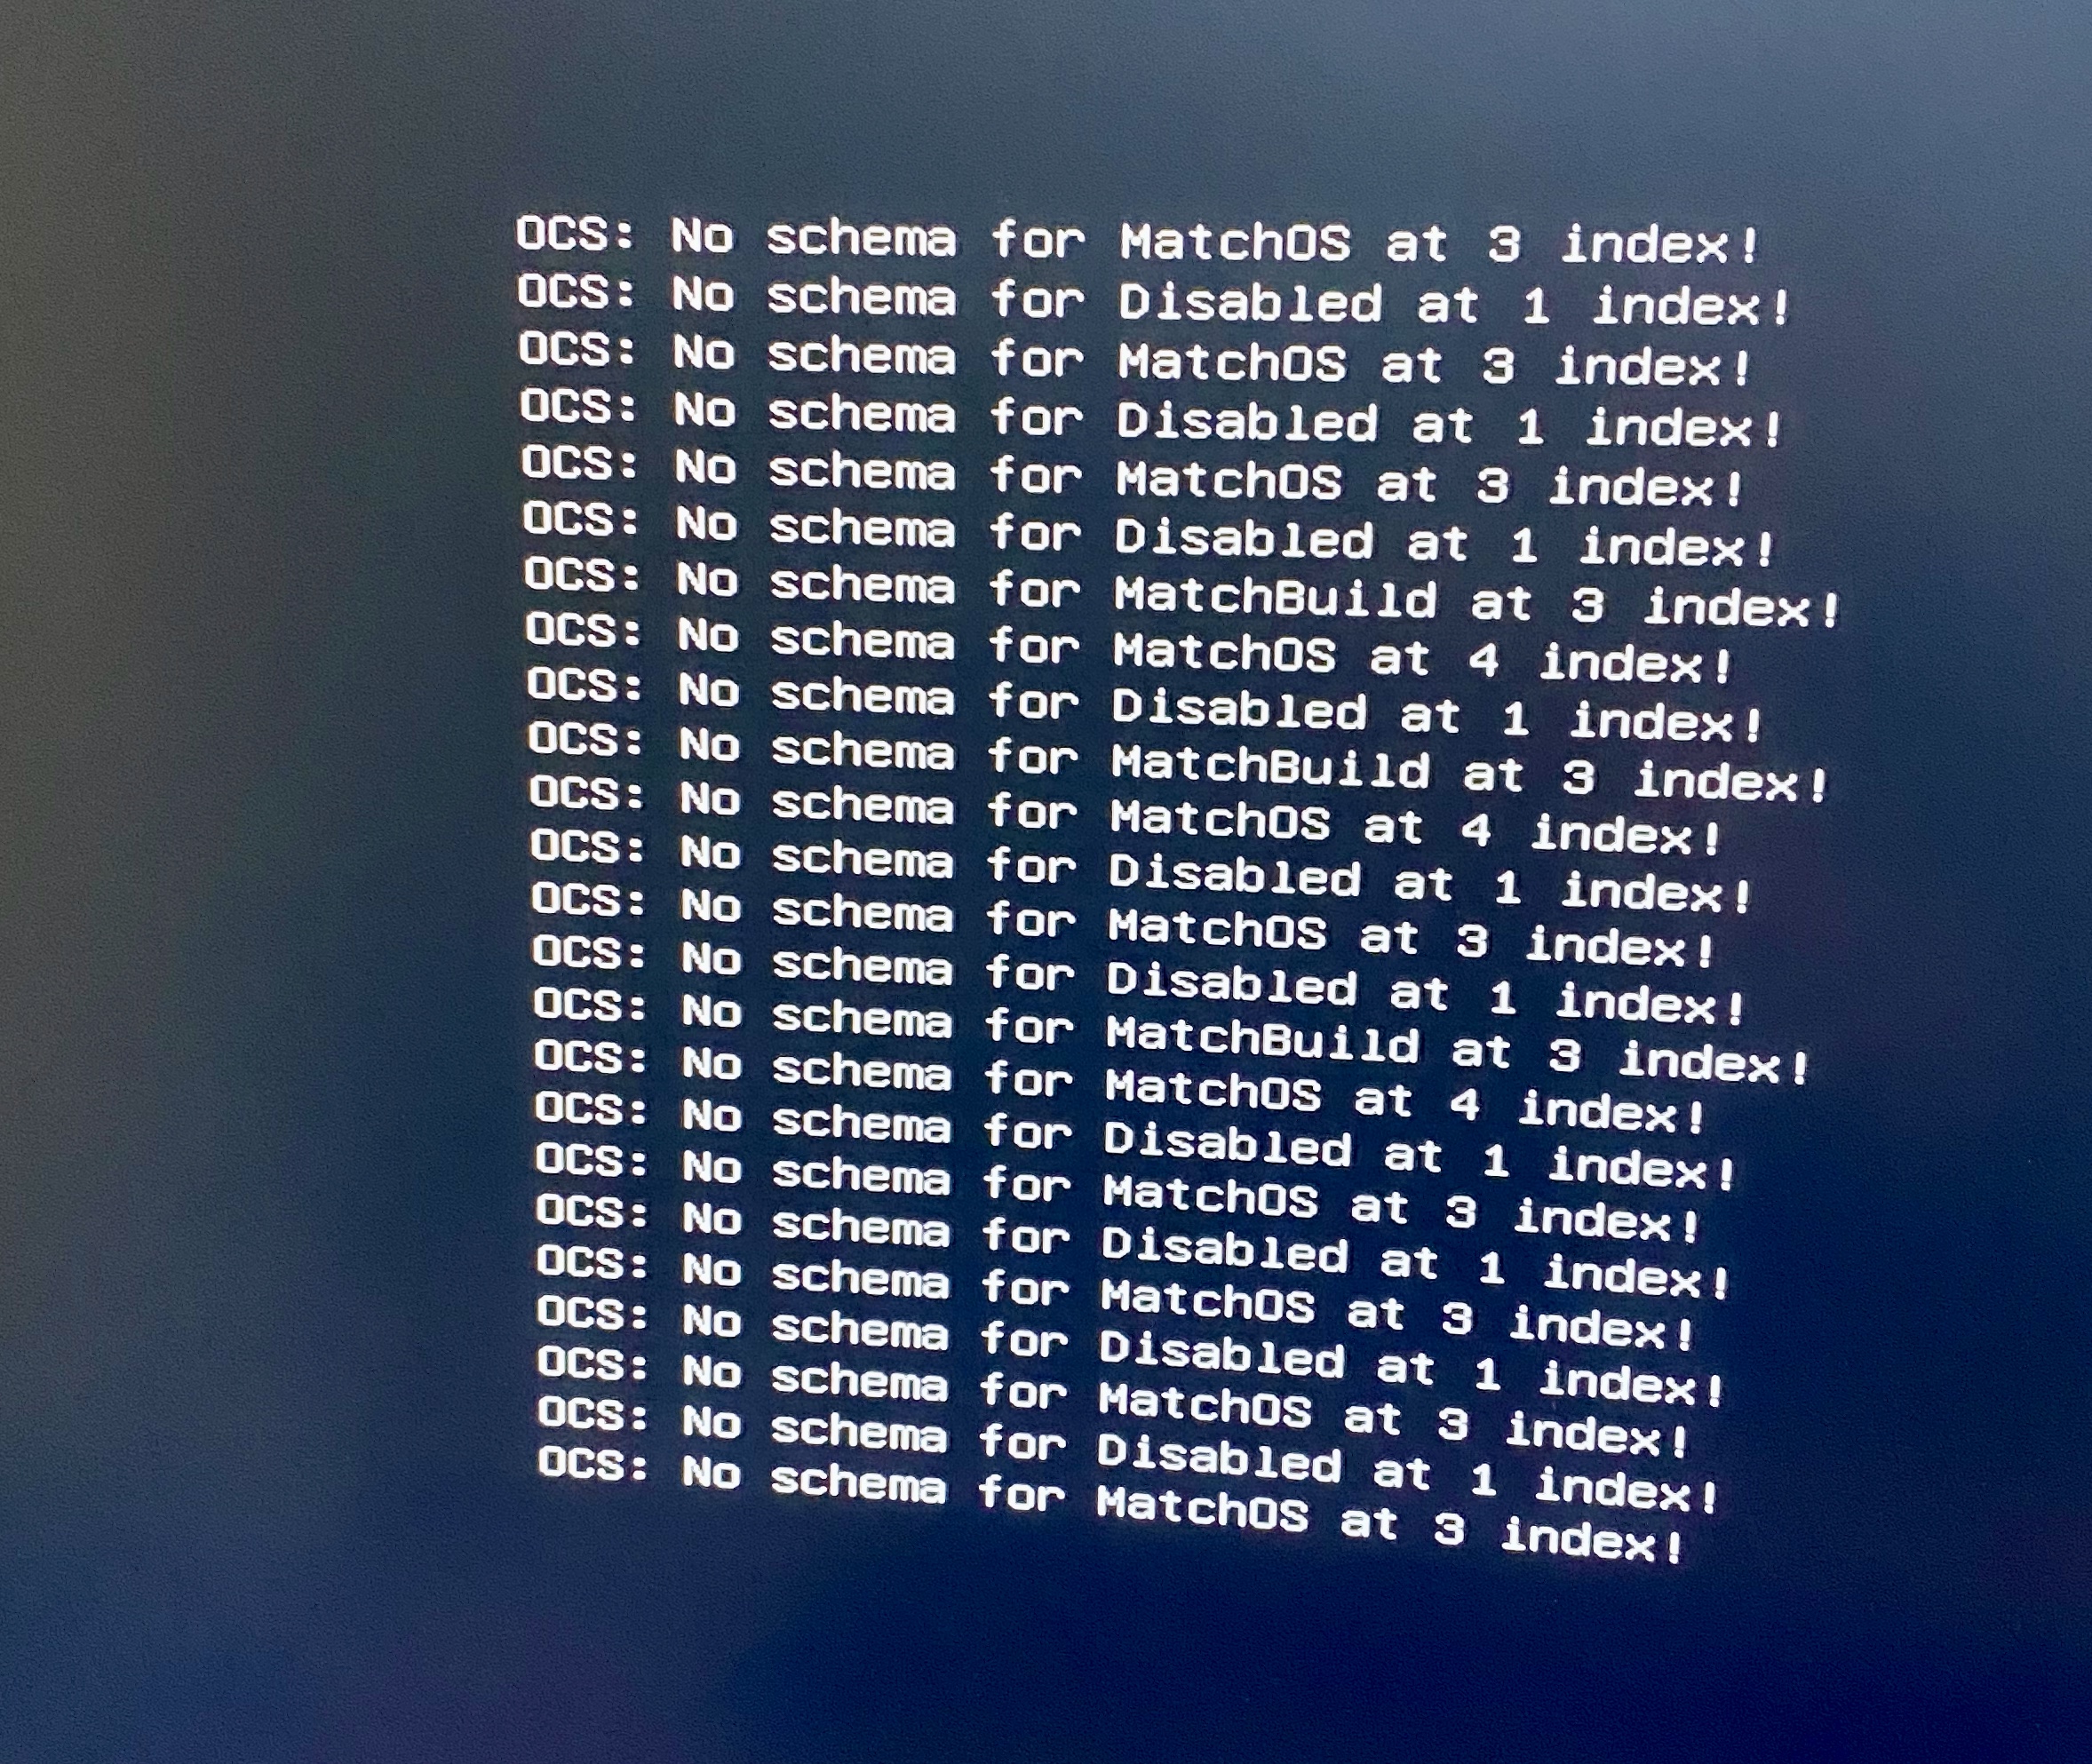 OCS: No schema for MatchOS at 3 index!
OCS: No schema for Disabled at 1 index!
OCS: No schema for MatchOS at 3 index!
OCS: No schema for Disabled at 1 index!
OCS: No schema for MatchOS at 3 index!
OCS: No schema for Disabled at 1 index!
OCS: No schema for MatchBuild at 3 index!
OCS: No schema for MatchOS at 4 index!
OCS: No schema for Disabled at 1 index!
OCS: No schema for MatchBuild at 3 index!
OCS: No schema for MatchOS at 4 index!
OCS: No schema for Disabled at 1 index!
OCS: No schema for MatchOS at 3 index!
OCS: No schema for Disabled at 1 index!
OCS: No schema for MatchBuild at 3 index!
OCS: No schema for MatchOS at 4 index!
OCS: No schema for Disabled at 1 index!
OCS: No schema for MatchOS at 3 index!
OCS: No schema for Disabled at 1 index!
OCS: No schema for MatchOS at 3 index!
OCS: No schema for Disabled at 1 index!
OCS: No schema for MatchOS at 3 index!
OCS: No schema for Disabled at 1 index!
OCS: No schema for MatchOS at 3 index!